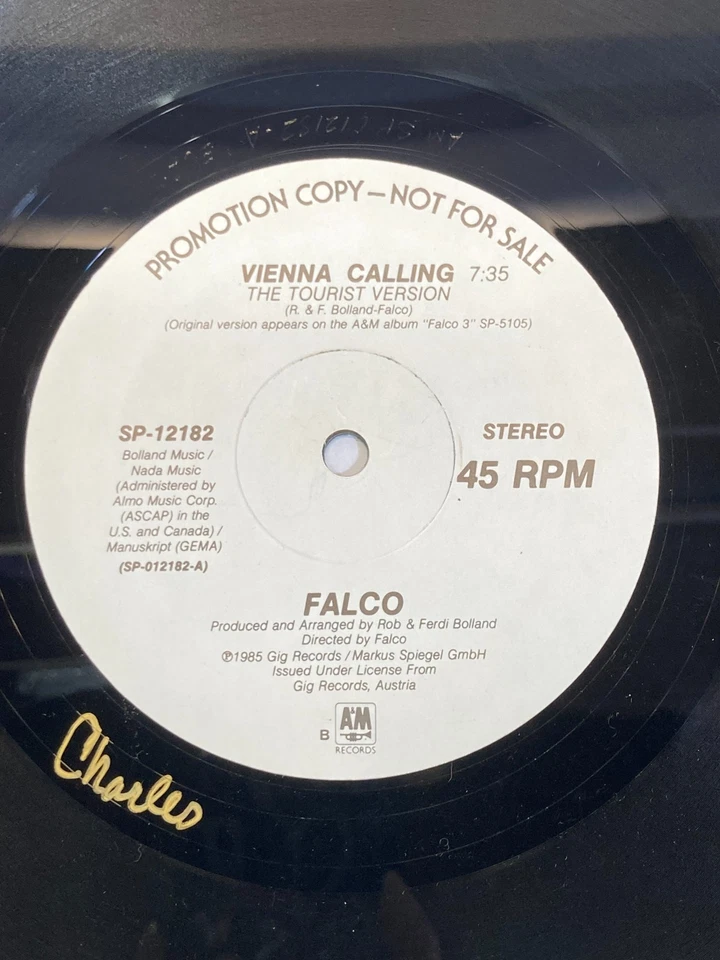 PROMOTION COPY—NOT FOR SALE
VIENNA CALLING 7:35
THE TOURIST VERSION
(R. & F. Bolland-Falco)
(Original version appears on the A&M album "Falco 3" SP-5105)
SP-12182
Bolland Music /
Nada Music
(Administered by
Almo Music Corp.
(ASCAP) in the
U.S. and Canada) /
Manuskript (GEMA)
(SP-012182-A)
STEREO
45 RPM
FALCO
Produced and Arranged by Rob & Ferdi Bolland
Directed by Falco
℗1985 Gig Records / Markus Spiegel GmbH
Issued Under License From
Gig Records, Austria
B
A&M
RECORDS
Charles